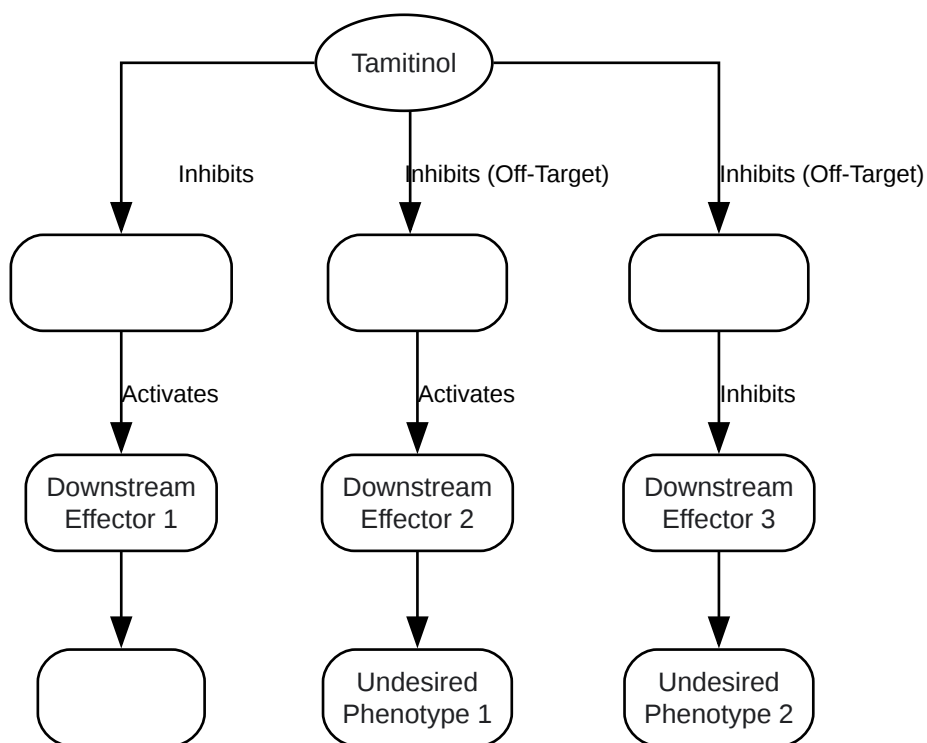 Tamitinol
Inhibits
Inhibits (Off-Target)
Inhibits (Off-Target)
Activates
Activates
Inhibits
Downstream
Effector 1
Downstream
Effector 2
Downstream
Effector 3
Undesired
Phenotype 1
Undesired
Phenotype 2